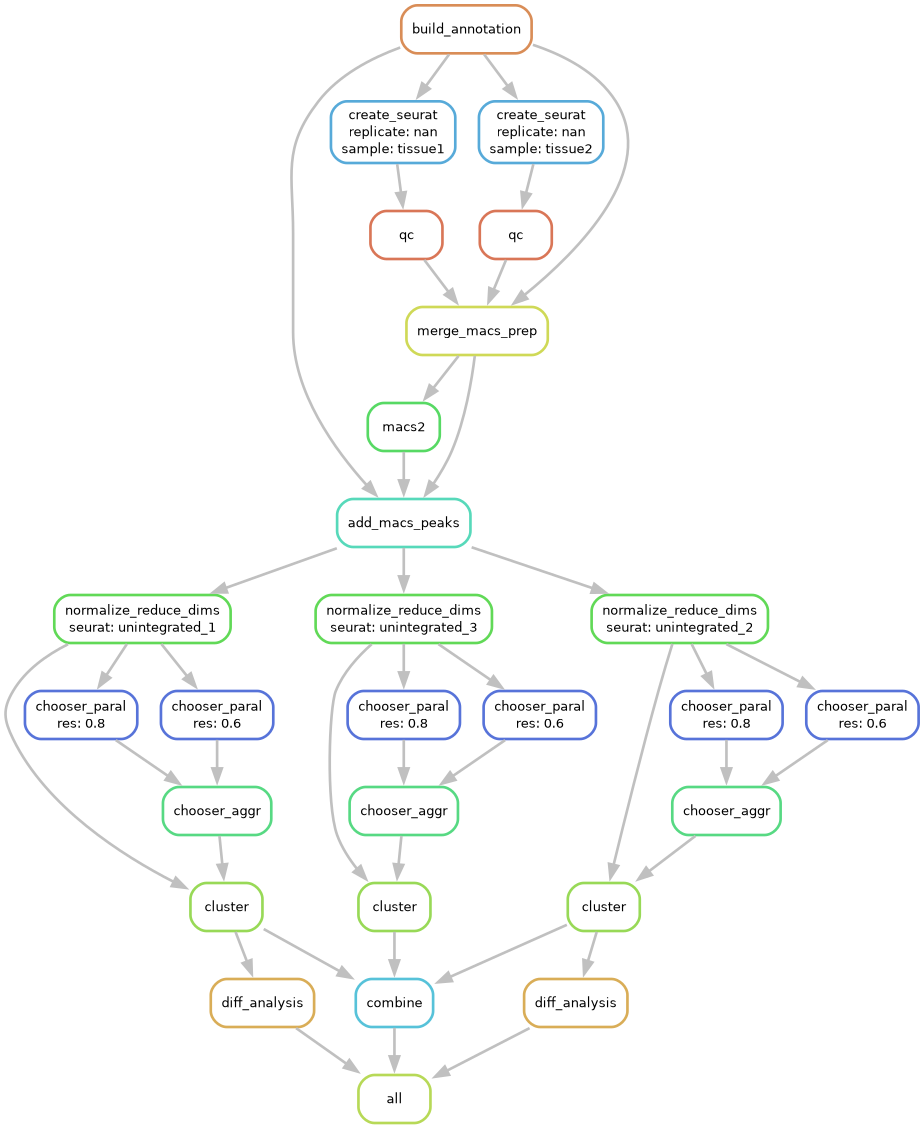 build_annotation
create_seurat
replicate: nan
sample: tissue1
create_seurat
replicate: nan
sample: tissue2
qc
qc
merge_macs_prep
macs2
add_macs_peaks
normalize_reduce_dims
seurat: unintegrated_1
normalize_reduce_dims
seurat: unintegrated_3
normalize_reduce_dims
seurat: unintegrated_2
chooser_paral
res: 0.8
chooser_paral
res: 0.6
chooser_paral
res: 0.8
chooser_paral
res: 0.6
chooser_paral
res: 0.8
chooser_paral
res: 0.6
chooser_aggr
chooser_aggr
chooser_aggr
cluster
cluster
cluster
diff_analysis
combine
diff_analysis
all